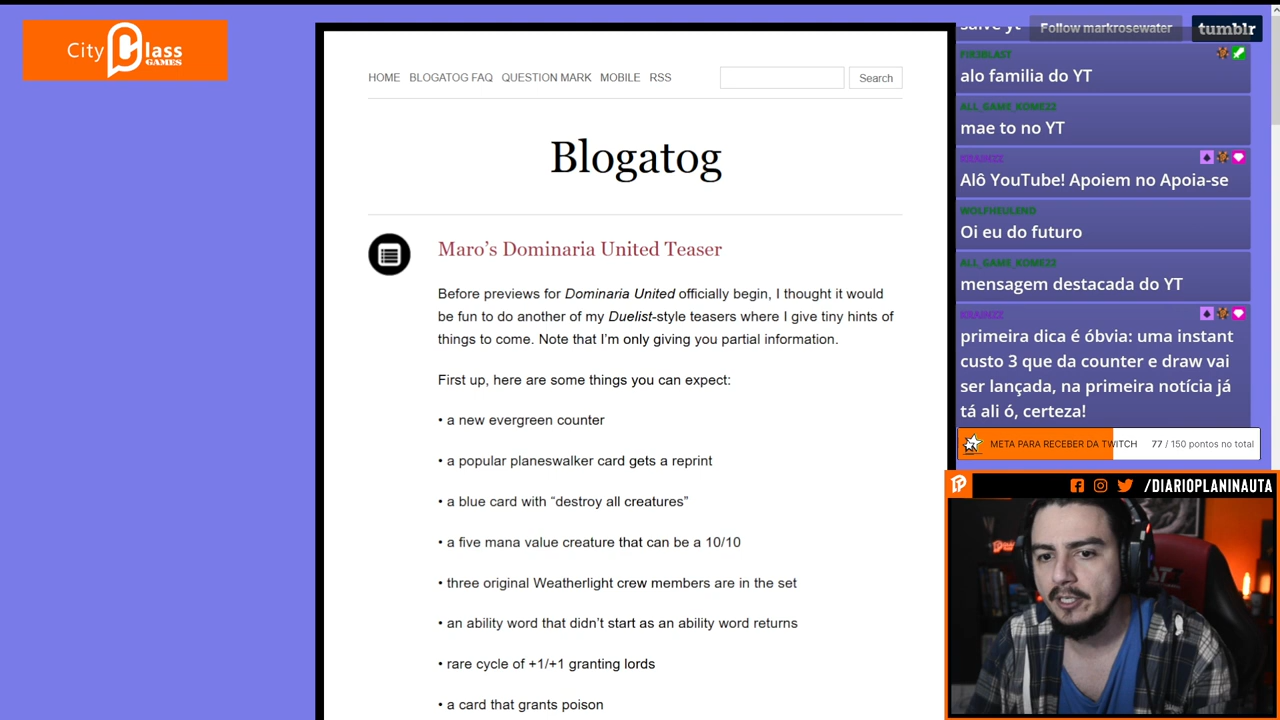 City Class
GAMES
HOME BLOGATOG FAQ QUESTION MARK MOBILE RSS
Search
Blogatog
Maro’s Dominaria United Teaser
Before previews for Dominaria United officially begin, I thought it would
be fun to do another of my Duelist-style teasers where I give tiny hints of
things to come. Note that I’m only giving you partial information.
First up, here are some things you can expect:
• a new evergreen counter
• a popular planeswalker card gets a reprint
• a blue card with “destroy all creatures”
• a five mana value creature that can be a 10/10
• three original Weatherlight crew members are in the set
• an ability word that didn’t start as an ability word returns
• rare cycle of +1/+1 granting lords
• a card that grants poison
Follow markrosewater
tumblr
alo familia do YT
ALL_GAME_KOME22
mae to no YT
KRAINZZ
Alô YouTube! Apoiem no Apoia-se
WOLFHEULEND
Oi eu do futuro
ALL_GAME_KOME22
mensagem destacada do YT
KRAINZZ
primeira dica é óbvia: uma instant
custo 3 que da counter e draw vai
ser lançada, na primeira notícia já
tá ali ó, certeza!
META PARA RECEBER DA TWITCH 77 / 150 pontos no total
/DIARIOPLANINAUTA